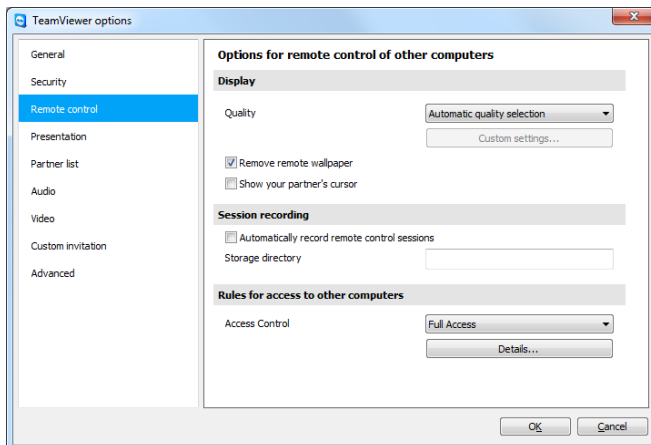 TeamViewer options
General
Security
Remote control
Presentation
Partner list
Audio
Video
Custom invitation
Advanced
Options for remote control of other computers
Display
Quality
Automatic quality selection
Custom settings...
Remove remote wallpaper
Show your partner's cursor
Session recording
Automatically record remote control sessions
Storage directory
Rules for access to other computers
Access Control
Full Access
Details...
OK
Cancel